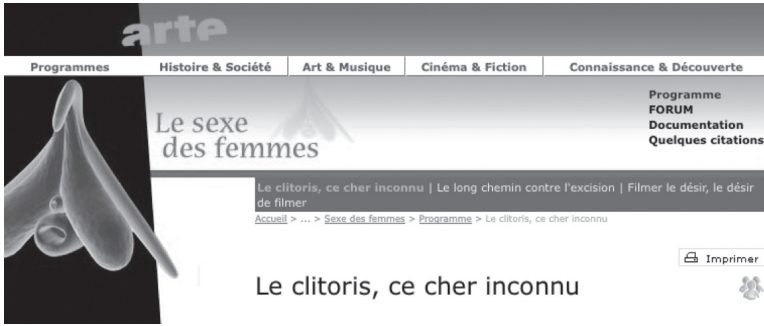 arte
Programmes Histoire & Société Art & Musique Cinéma & Fiction Connaissance & Découverte
Programme
FORUM
Documentation
Quelques citations
Le sexe
des femmes
Le clitoris, ce cher inconnu | Le long chemin contre l'excision | Filmer le désir, le désir
de filmer
Accueil > ... > Sexe des femmes > Programme > Le clitoris, ce cher inconnu
Imprimer
Le clitoris, ce cher inconnu